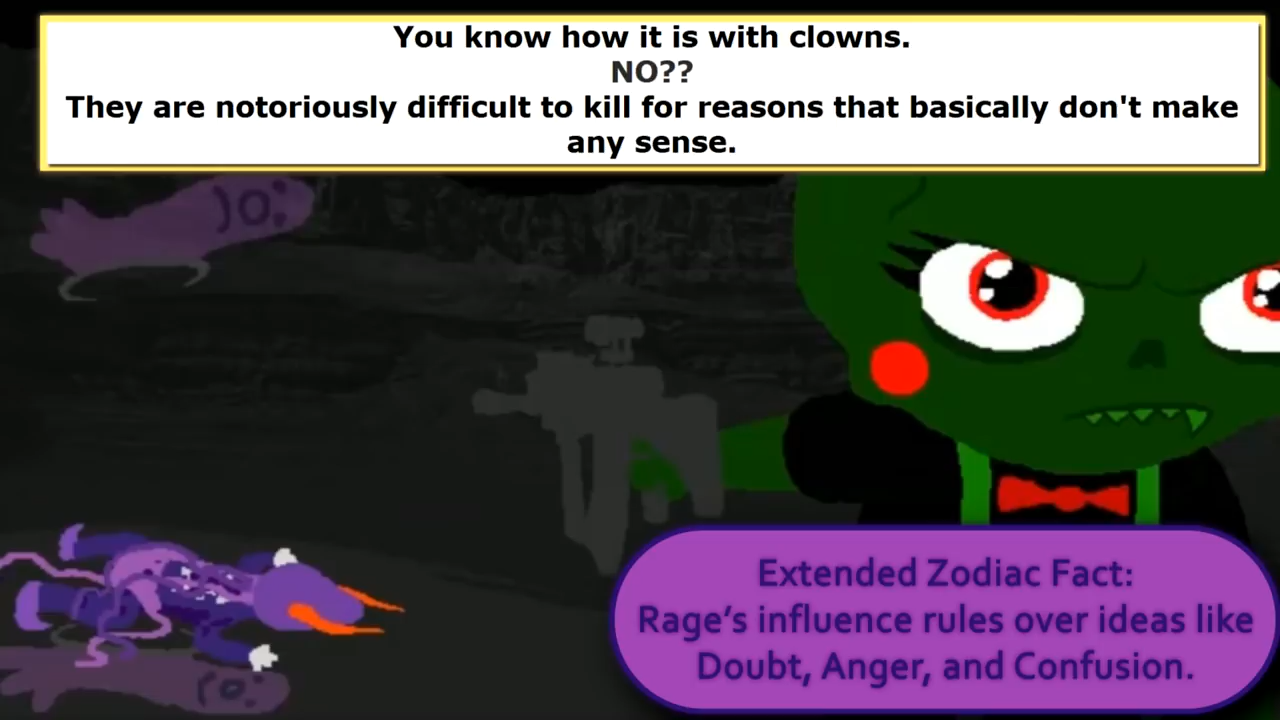 You know how it is with clowns.
NO??
They are notoriously difficult to kill for reasons that basically don't make
any sense.
Extended Zodiac Fact:
Rage’s influence rules over ideas like
Doubt, Anger, and Confusion.